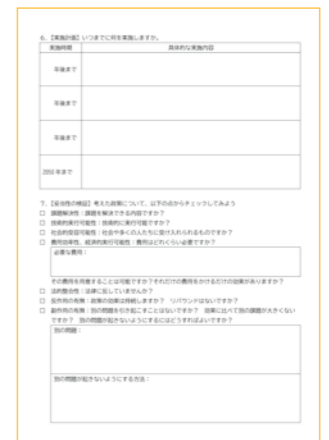 6．【実施計画】いつまでに何を実施しますか。
実施時期　具体的な実施内容
年後まで
年後まで
年後まで
2050 年まで
7．【妥当性の検証】考えた政策について、以下の点からチェックしてみよう
□ 課題解決性：課題を解決できる内容ですか？
□ 技術的実行可能性：技術的に実行可能ですか？
□ 社会的受容可能性：社会や多くの人たちに受け入れられるものですか？
□ 費用効率性、経済的実行可能性：費用はどれくらい必要ですか？
必要な費用：
その費用を用意することは可能ですか？それだけの費用をかけるだけの効果がありますか？
□ 法的整合性：法律に反していませんか？
□ 反作用の有無：政策の効果は持続しますか？ リバウンドはないですか？
□ 副作用の有無：別の問題を引き起こすことはないですか？ 効果に比べて別の課題が大きくない
ですか？ 別の問題が起きないようにするにはどうすればよいですか？
別の問題：
別の問題が起きないようにする方法：